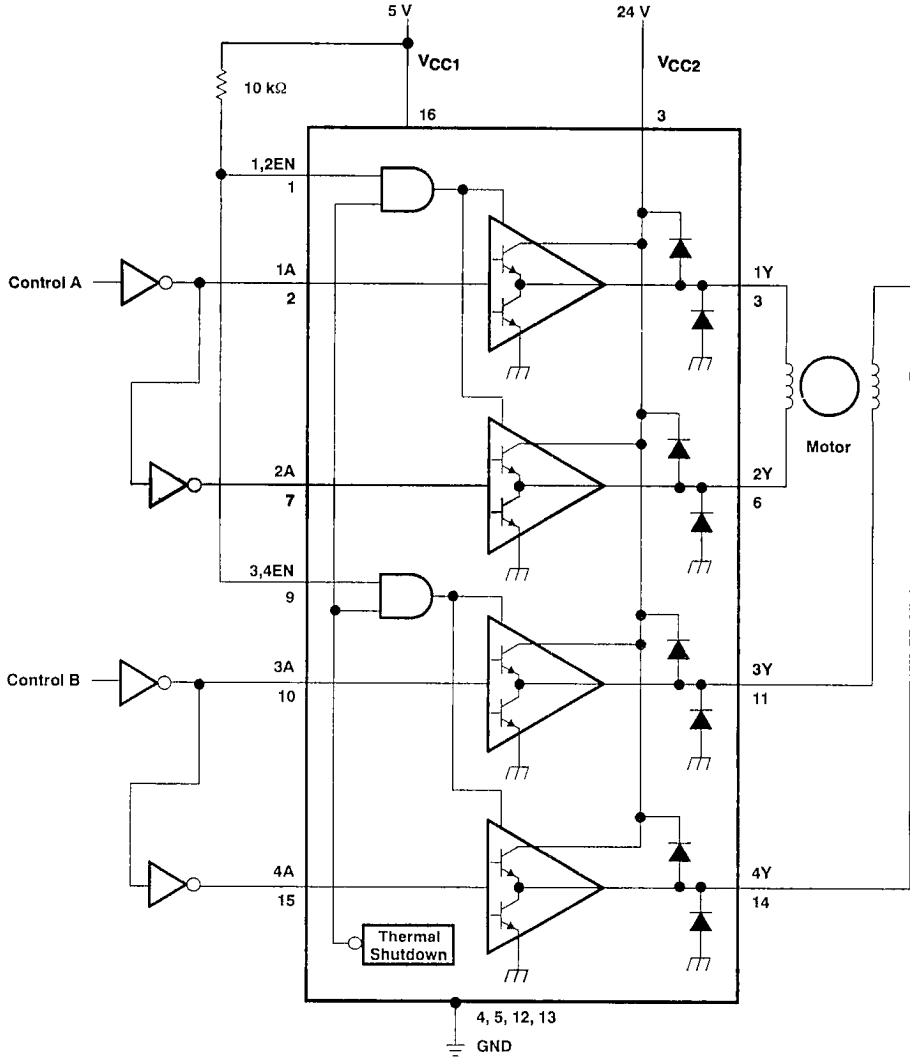 5 V
24 V
VCC1
VCC2
10 kΩ
16
3
1,2EN
1
Control A
1A
2
1Y
3
Motor
2A
7
2Y
6
3,4EN
9
Control B
3A
10
3Y
11
4A
15
4Y
14
Thermal
Shutdown
4, 5, 12, 13
GND